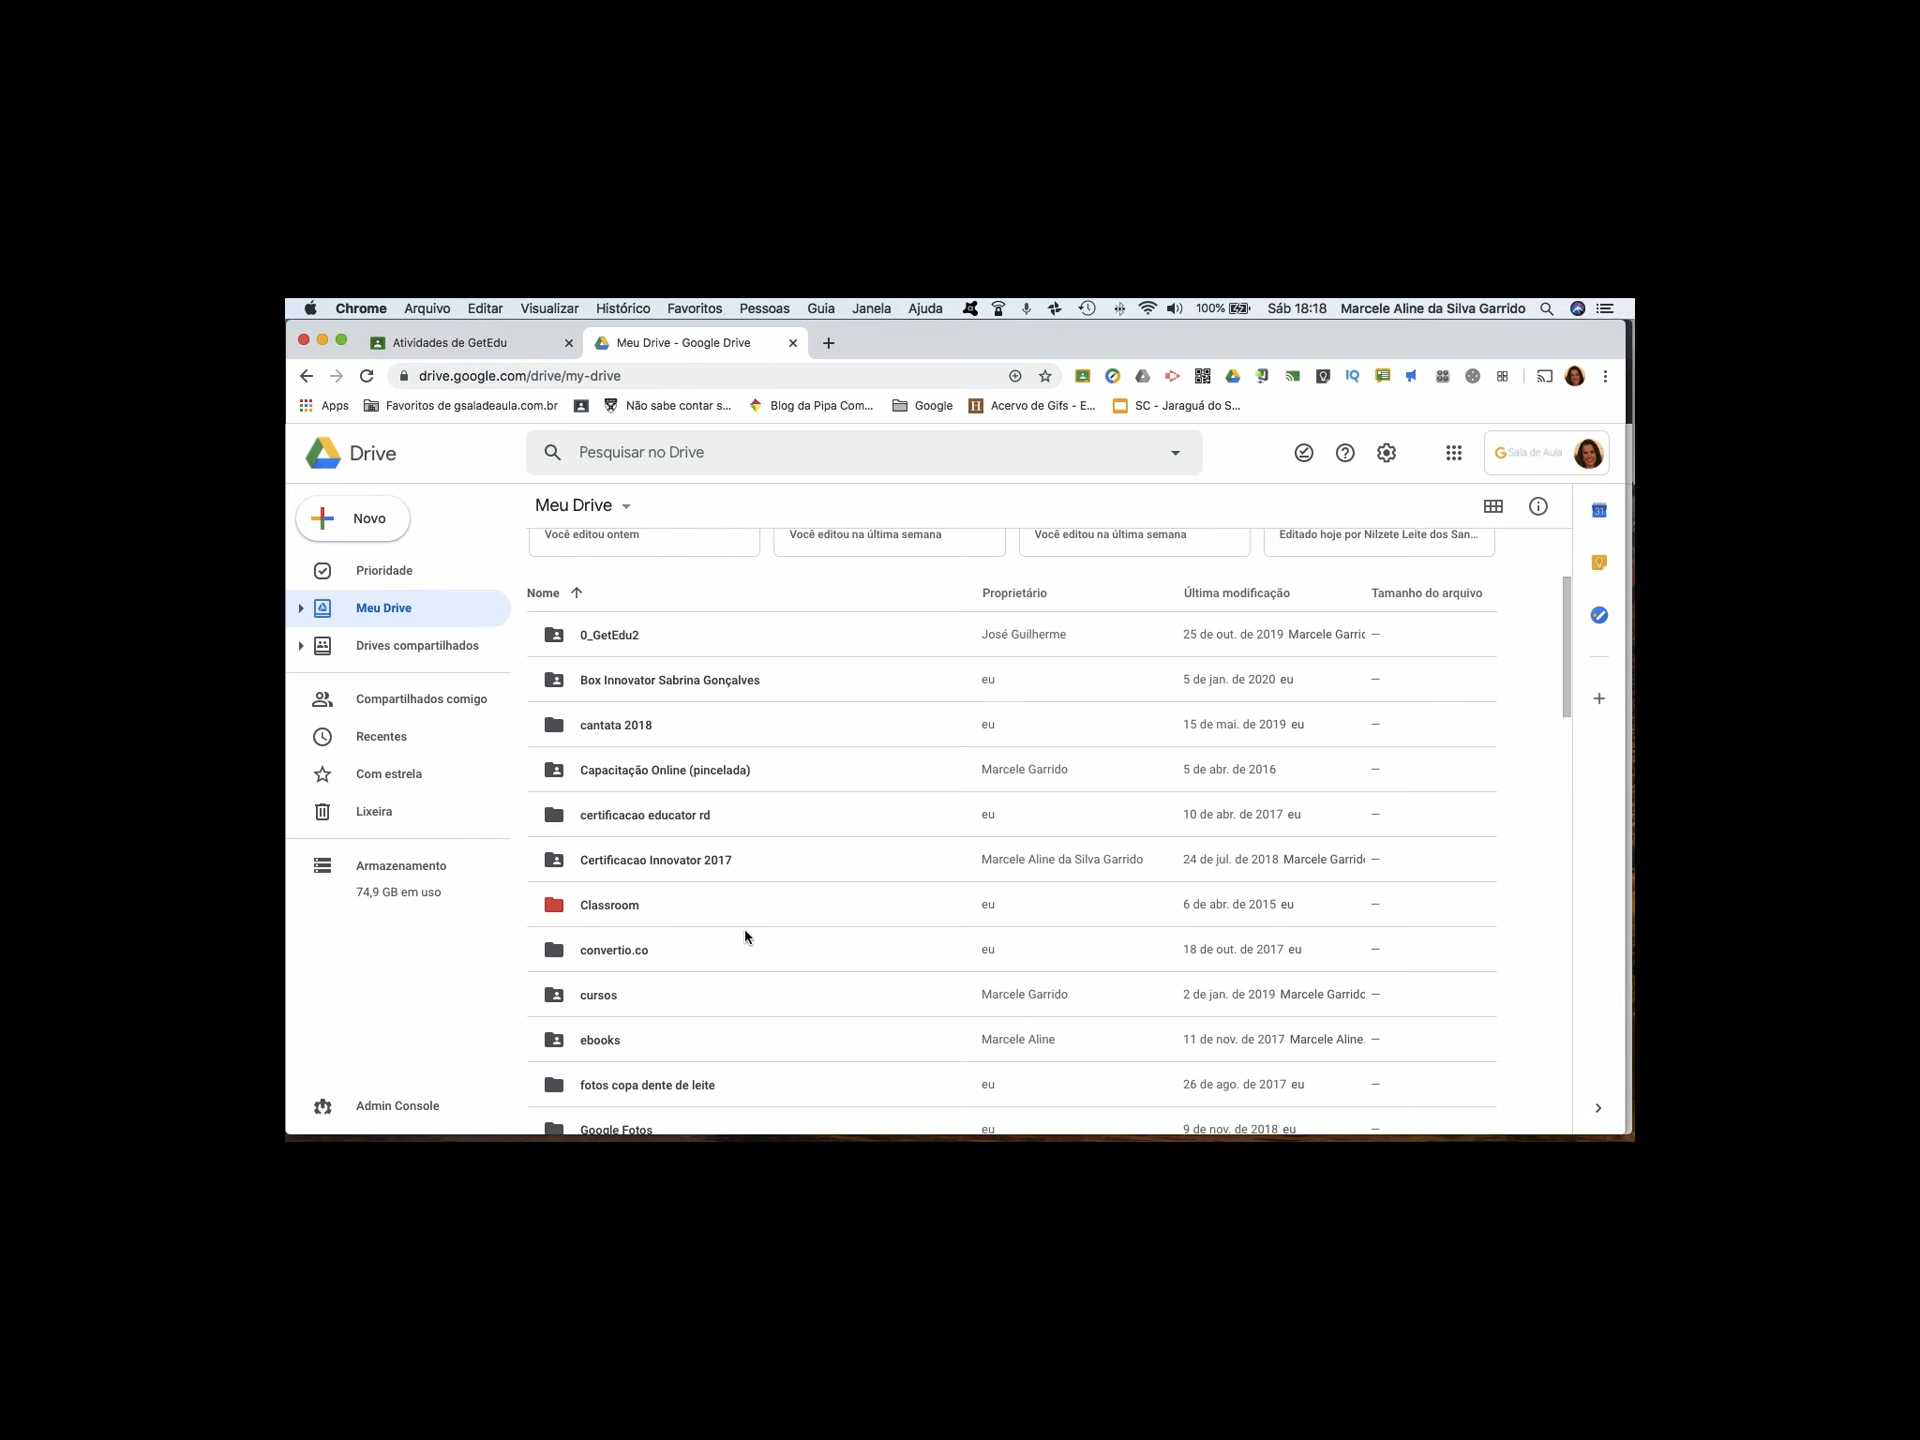 Chrome Arquivo Editar Visualizar Histórico Favoritos Pessoas Guia Janela Ajuda 100% Sáb 18:18 Marcele Aline da Silva Garrido
Atividades de GetEdu Meu Drive - Google Drive
drive.google.com/drive/my-drive
Apps Favoritos de gsaladeaula.com.br Não sabe contar s... Blog da Pipa Com... Google Acervo de Gifs - E... SC - Jaraguá do S...
Drive Pesquisar no Drive G Sala de Aula
Novo
Meu Drive
Você editou ontem Você editou na última semana Você editou na última semana Editado hoje por Nilzete Leite dos San...
Prioridade
Meu Drive
Drives compartilhados
Compartilhados comigo
Recentes
Com estrela
Lixeira
Armazenamento
74,9 GB em uso
Admin Console
Nome Proprietário Última modificação Tamanho do arquivo
0_GetEdu2 José Guilherme 25 de out. de 2019 Marcele Garric —
Box Innovator Sabrina Gonçalves eu 5 de jan. de 2020 eu —
cantata 2018 eu 15 de mai. de 2019 eu —
Capacitação Online (pincelada) Marcele Garrido 5 de abr. de 2016 —
certificacao educator rd eu 10 de abr. de 2017 eu —
Certificacao Innovator 2017 Marcele Aline da Silva Garrido 24 de jul. de 2018 Marcele Garrido —
Classroom eu 6 de abr. de 2015 eu —
convertio.co eu 18 de out. de 2017 eu —
cursos Marcele Garrido 2 de jan. de 2019 Marcele Garrido —
ebooks Marcele Aline 11 de nov. de 2017 Marcele Aline. —
fotos copa dente de leite eu 26 de ago. de 2017 eu —
Google Fotos eu 9 de nov. de 2018 eu —
31